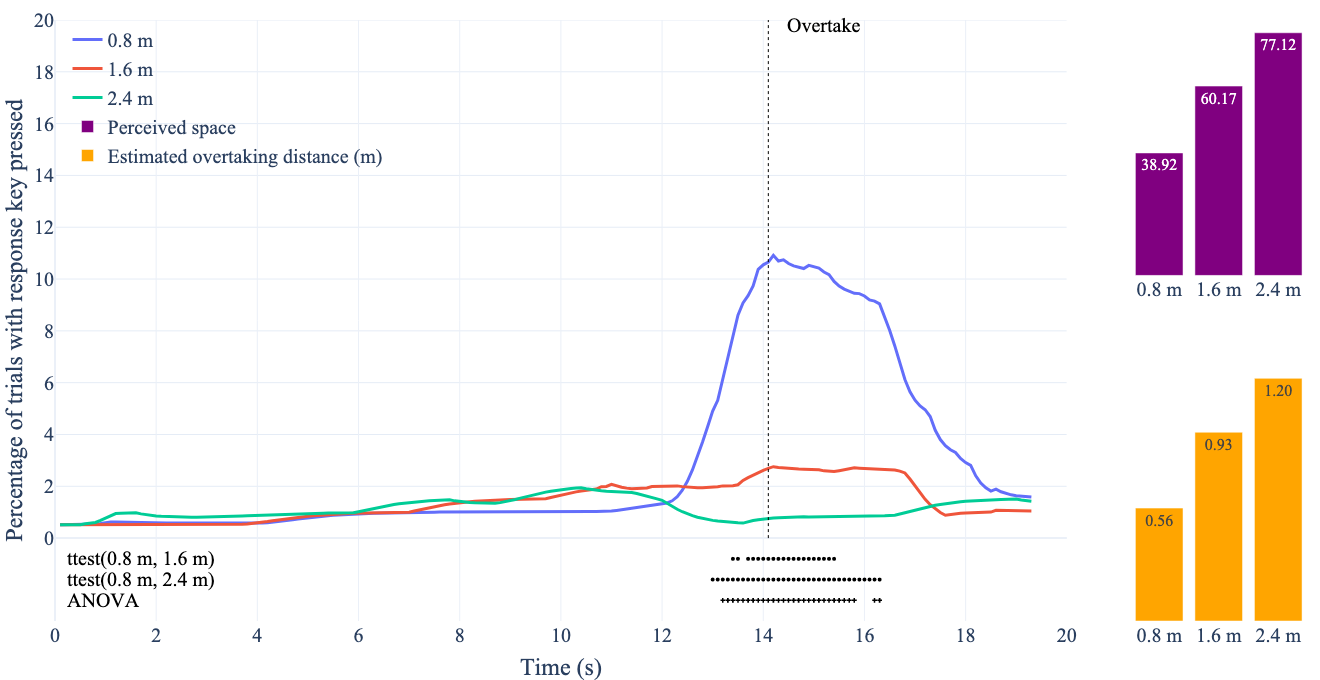 Percentage of trials with response key pressed
20
18
16
14
12
10
8
6
4
2
0
0.8 m
1.6 m
2.4 m
Perceived space
Estimated overtaking distance (m)
Overtake
ttest(0.8 m, 1.6 m)
ttest(0.8 m, 2.4 m)
ANOVA
0 2 4 6 8 10 12 14 16 18 20
Time (s)
38.92 60.17 77.12
0.8 m 1.6 m 2.4 m
0.56 0.93 1.20
0.8 m 1.6 m 2.4 m